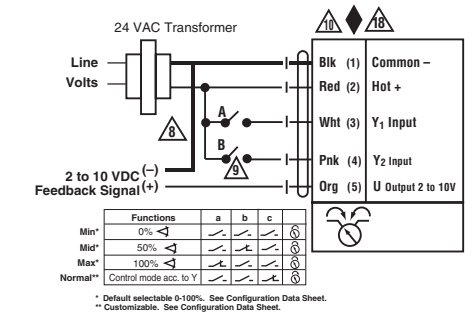 24 VAC Transformer
10
18
Line
Volts
Blk (1) Common –
Red (2) Hot +
A
Wht (3) Y1 Input
8
B
9
Pnk (4) Y2 Input
2 to 10 VDC (–)
Feedback Signal (+)
Org (5) U Output 2 to 10V
Functions a b c
Min* 0%
Mid* 50%
Max* 100%
Normal** Control mode acc. to Y
* Default selectable 0-100%. See Configuration Data Sheet.
** Customizable. See Configuration Data Sheet.